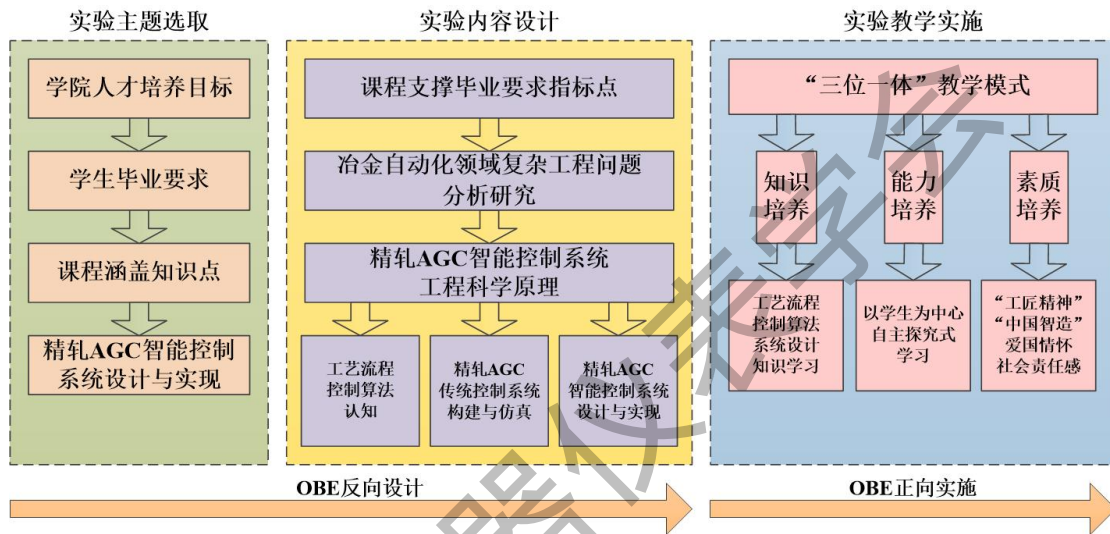 实验主题选取
学院人才培养目标
学生毕业要求
课程涵盖知识点
精轧AGC智能控制
系统设计与实现
实验内容设计
课程支撑毕业要求指标点
冶金自动化领域复杂工程问题
分析研究
精轧AGC智能控制系统
工程科学原理
工艺流程
控制算法
认知
精轧AGC
传统控制系统
构建与仿真
精轧AGC
智能控制系统
设计与实现
实验教学实施
“三位一体”教学模式
知识
培养
能力
培养
素质
培养
工艺流程
控制算法
系统设计
知识学习
以学生为中心
自主探究式
学习
“工匠精神”
“中国智造”
爱国情怀
社会责任感
OBE反向设计
OBE正向实施
器仪表学会